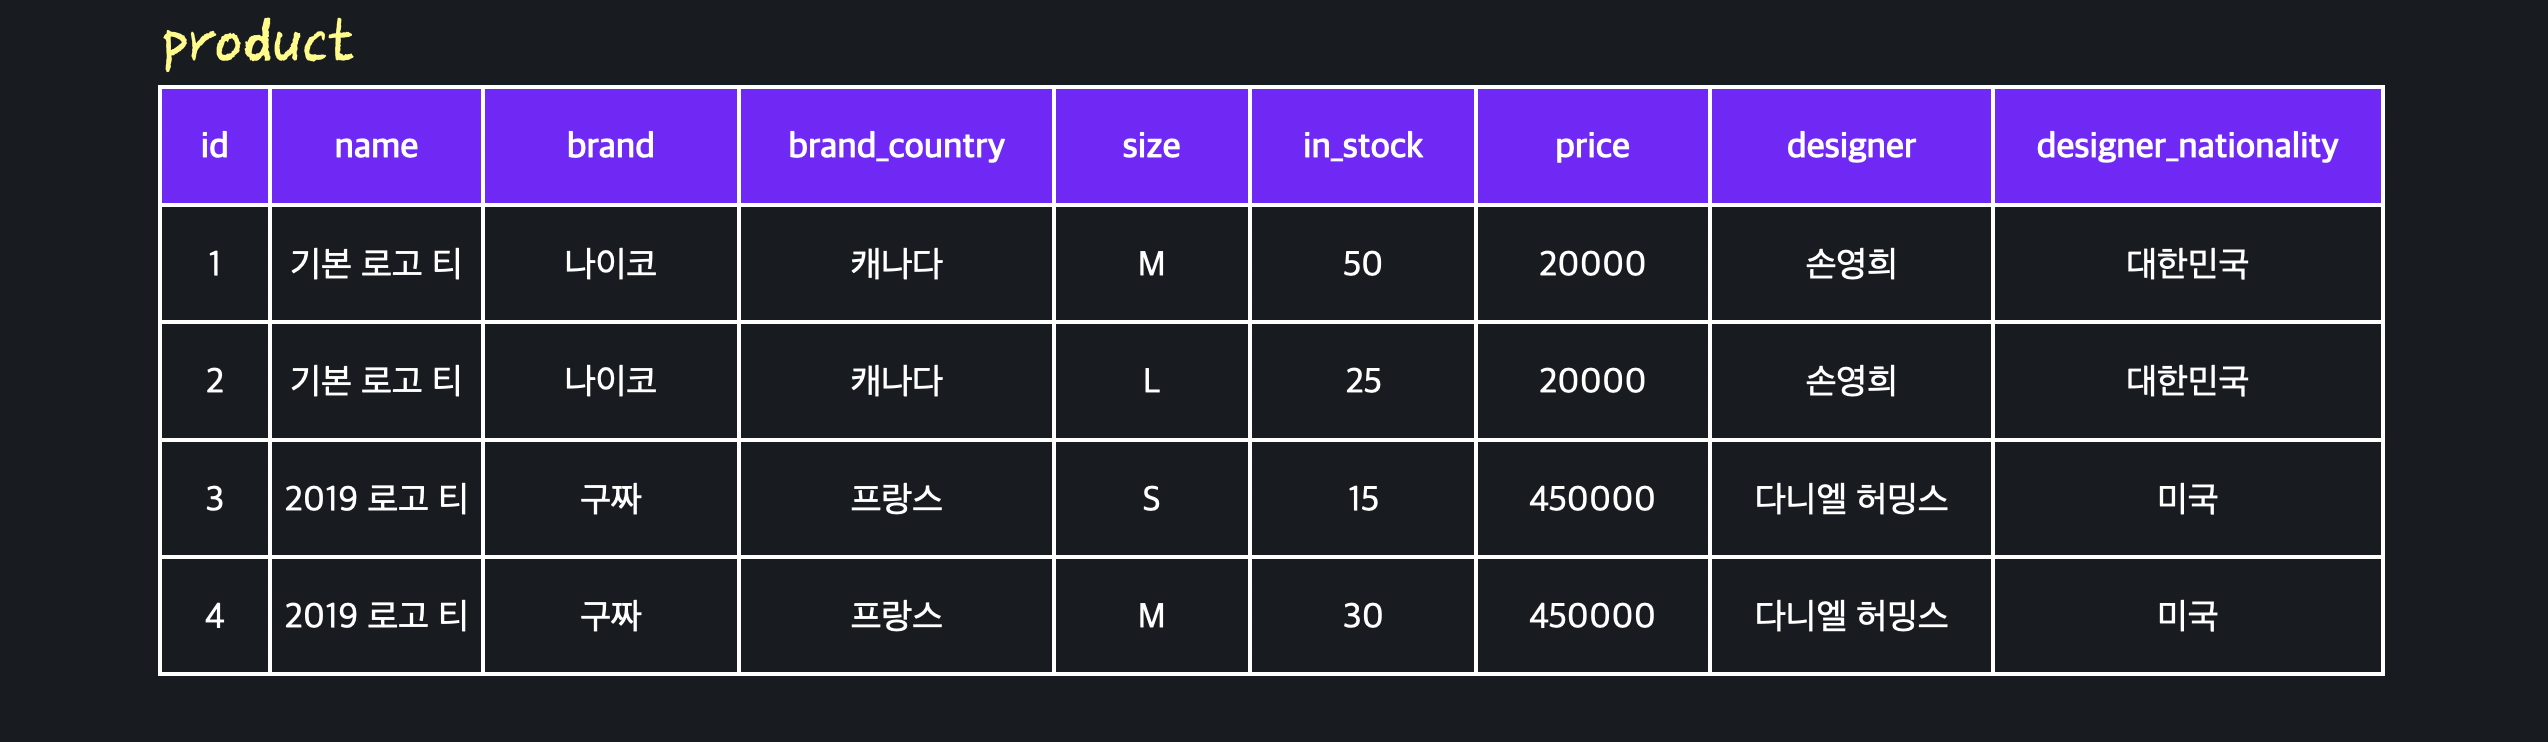 product
id name brand brand_country size in_stock price designer designer_nationality
1 기본 로고 티 나이코 캐나다 M 50 20000 손영희 대한민국
2 기본 로고 티 나이코 캐나다 L 25 20000 손영희 대한민국
3 2019 로고 티 구짜 프랑스 S 15 450000 다니엘 허밍스 미국
4 2019 로고 티 구짜 프랑스 M 30 450000 다니엘 허밍스 미국